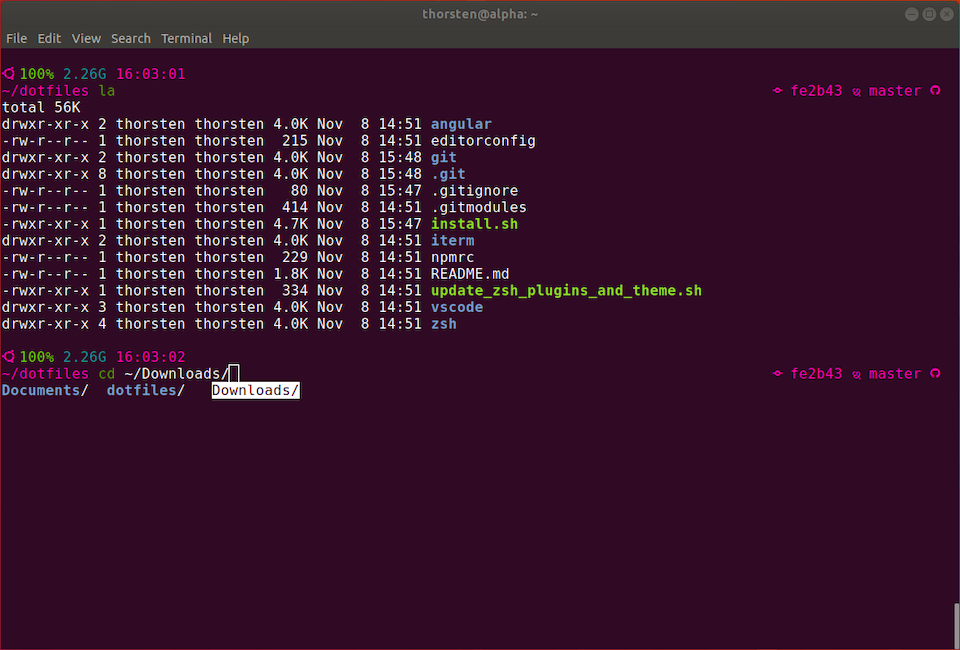 thorsten@alpha: ~
File Edit View Search Terminal Help
100% 2.26G 16:03:01
~/dotfiles la fe2b43 master
total 56K
drwxr-xr-x 2 thorsten thorsten 4.0K Nov  8 14:51 angular
-rw-r--r-- 1 thorsten thorsten  215 Nov  8 14:51 editorconfig
drwxr-xr-x 2 thorsten thorsten 4.0K Nov  8 15:48 git
drwxr-xr-x 8 thorsten thorsten 4.0K Nov  8 15:48 .git
-rw-r--r-- 1 thorsten thorsten   80 Nov  8 15:47 .gitignore
-rw-r--r-- 1 thorsten thorsten  414 Nov  8 14:51 .gitmodules
-rwxr-xr-x 1 thorsten thorsten 4.7K Nov  8 15:47 install.sh
drwxr-xr-x 2 thorsten thorsten 4.0K Nov  8 14:51 iterm
-rw-r--r-- 1 thorsten thorsten  229 Nov  8 14:51 npmrc
-rw-r--r-- 1 thorsten thorsten 1.8K Nov  8 14:51 README.md
-rwxr-xr-x 1 thorsten thorsten  334 Nov  8 14:51 update_zsh_plugins_and_theme.sh
drwxr-xr-x 3 thorsten thorsten 4.0K Nov  8 14:51 vscode
drwxr-xr-x 4 thorsten thorsten 4.0K Nov  8 14:51 zsh
100% 2.26G 16:03:02
~/dotfiles cd ~/Downloads/ fe2b43 master
Documents/  dotfiles/   Downloads/